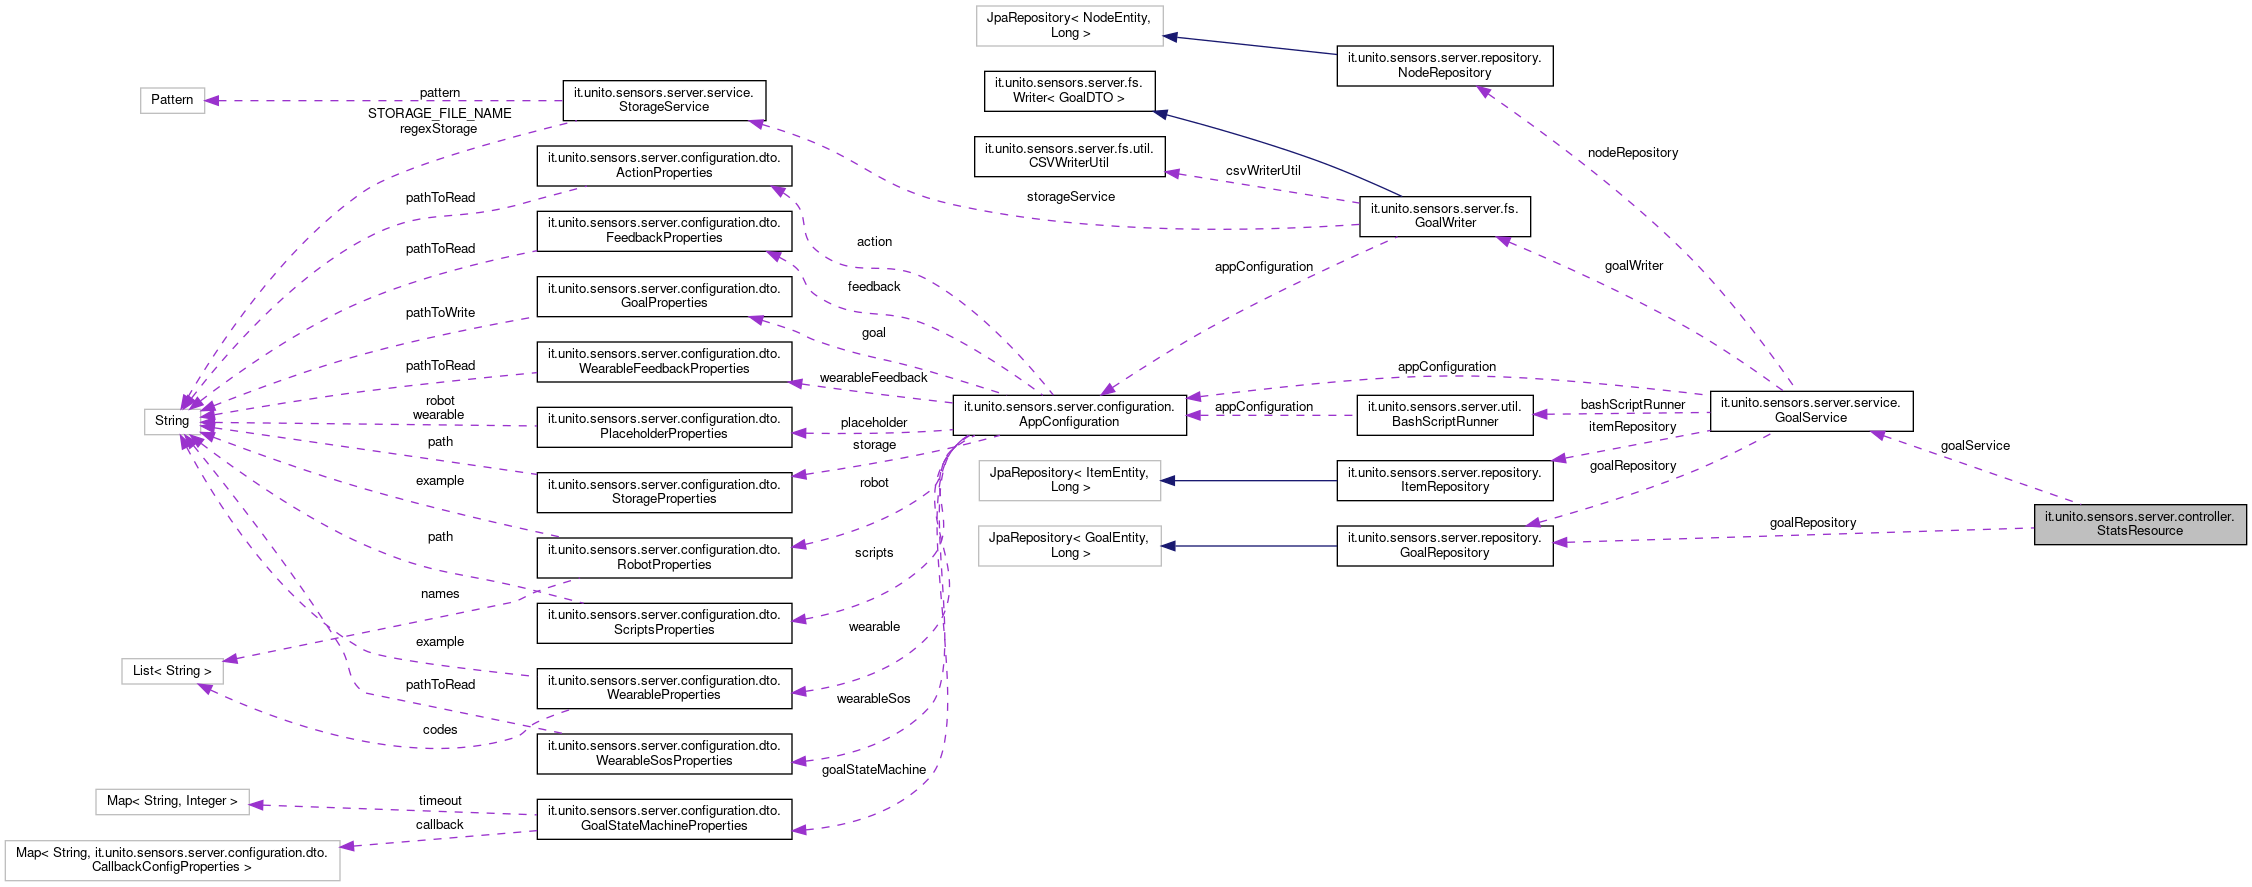 JpaRepository< NodeEntity,
Long >
it.unito.sensors.server.repository.
NodeRepository
it.unito.sensors.server.fs.
Writer< GoalDTO >
it.unito.sensors.server.service.
StorageService
pattern
Pattern
STORAGE_FILE_NAME
regexStorage
it.unito.sensors.server.fs.util.
CSVWriterUtil
csvWriterUtil
nodeRepository
it.unito.sensors.server.configuration.dto.
ActionProperties
pathToRead
storageService
it.unito.sensors.server.fs.
GoalWriter
it.unito.sensors.server.configuration.dto.
FeedbackProperties
pathToRead
action
appConfiguration
goalWriter
it.unito.sensors.server.configuration.dto.
GoalProperties
feedback
pathToWrite
goal
it.unito.sensors.server.configuration.dto.
WearableFeedbackProperties
pathToRead
wearableFeedback
appConfiguration
robot
wearable
String
it.unito.sensors.server.configuration.dto.
PlaceholderProperties
placeholder
it.unito.sensors.server.configuration.
AppConfiguration
appConfiguration
it.unito.sensors.server.util.
BashScriptRunner
bashScriptRunner
it.unito.sensors.server.service.
GoalService
itemRepository
path
storage
goalService
goalRepository
it.unito.sensors.server.configuration.dto.
StorageProperties
example
robot
JpaRepository< ItemEntity,
Long >
it.unito.sensors.server.repository.
ItemRepository
it.unito.sensors.server.controller.
StatsResource
goalRepository
path
it.unito.sensors.server.configuration.dto.
RobotProperties
scripts
JpaRepository< GoalEntity,
Long >
it.unito.sensors.server.repository.
GoalRepository
names
it.unito.sensors.server.configuration.dto.
ScriptsProperties
wearable
example
List< String >
it.unito.sensors.server.configuration.dto.
WearableProperties
pathToRead
wearableSos
codes
it.unito.sensors.server.configuration.dto.
WearableSosProperties
goalStateMachine
Map< String, Integer >
timeout
it.unito.sensors.server.configuration.dto.
GoalStateMachineProperties
callback
Map< String, it.unito.sensors.server.configuration.dto.
CallbackConfigProperties >